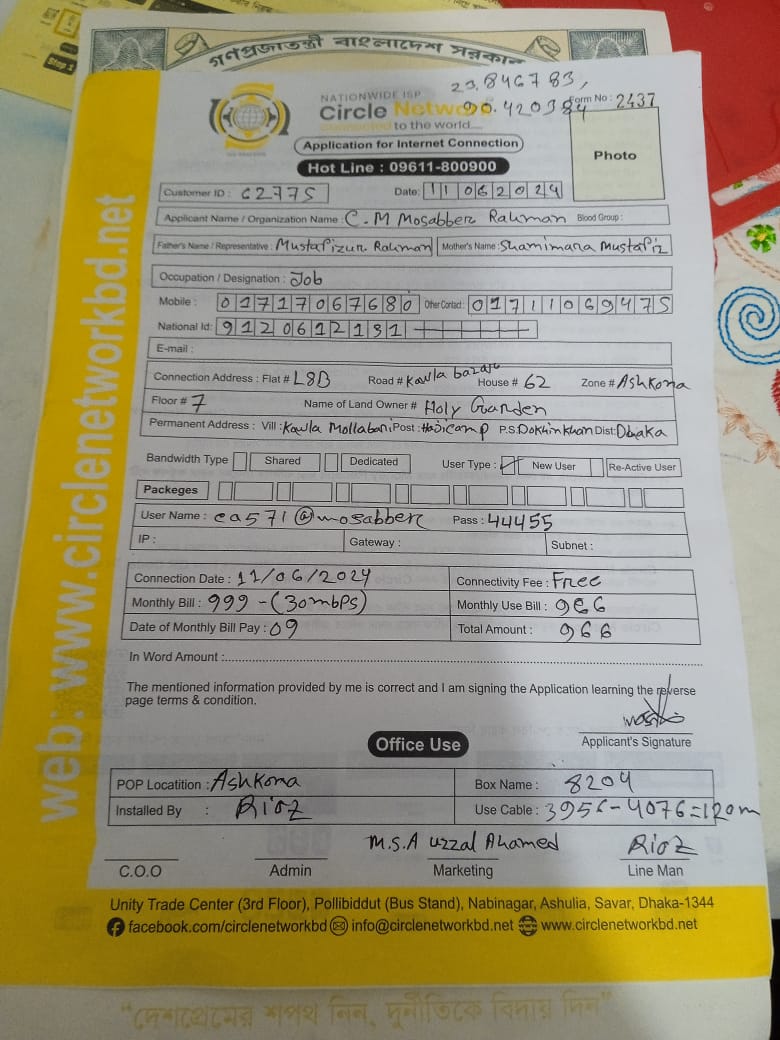 Step 1
গণপ্রজাতন্ত্রী বাংলাদেশ সরকার
23.846783,
90.420384
NATIONWIDE ISP
Circle Network
to the world....
Form No : 2437
Application for Internet Connection
Hot Line : 09611-800900
Photo
Customer ID : 62775 Date: 11062024
Applicant Name / Organization Name : C.M Mosabber Rahman Blood Group :
Father's Name / Representative : Mustafizur Rahman Mother's Name : Shamimara Mustafiz
Occupation / Designation : Job
Mobile : 01717067680 Other Contact : 01711069475
National Id: 9120612131
E-mail :
Connection Address : Flat # L8B Road # Kawla bazar House # 62 Zone # Ashkona
Floor # 7 Name of Land Owner # Holy Garden
Permanent Address : Vill : Kawla Mollabari Post : Hajicamp P.S Dokhinkhan Dist: Dhaka
Bandwidth Type Shared Dedicated User Type : ✓ New User Re-Active User
Packeges
User Name : ea571@mosabber Pass : 44455
IP : Gateway : Subnet :
Connection Date : 11/06/2024 Connectivity Fee : Free
Monthly Bill : 999 - (30mbps) Monthly Use Bill : 966
Date of Monthly Bill Pay : 09 Total Amount : 966
In Word Amount :
The mentioned information provided by me is correct and I am signing the Application learning the reverse
page terms & condition.
Applicant's Signature
Office Use
POP Locatition : Ashkona Box Name : 8204
Installed By : Rioz Use Cable : 3956-4076=120m
M.S.A Uzzal Ahamed Rioz
C.O.O Admin Marketing Line Man
Unity Trade Center (3rd Floor), Pollibiddut (Bus Stand), Nabinagar, Ashulia, Savar, Dhaka-1344
facebook.com/circlenetworkbd info@circlenetworkbd.net www.circlenetworkbd.net
web: www.circlenetworkbd.net
"দেশপ্রেমের শপথ নিন, দুর্নীতিকে বিদায় দিন"